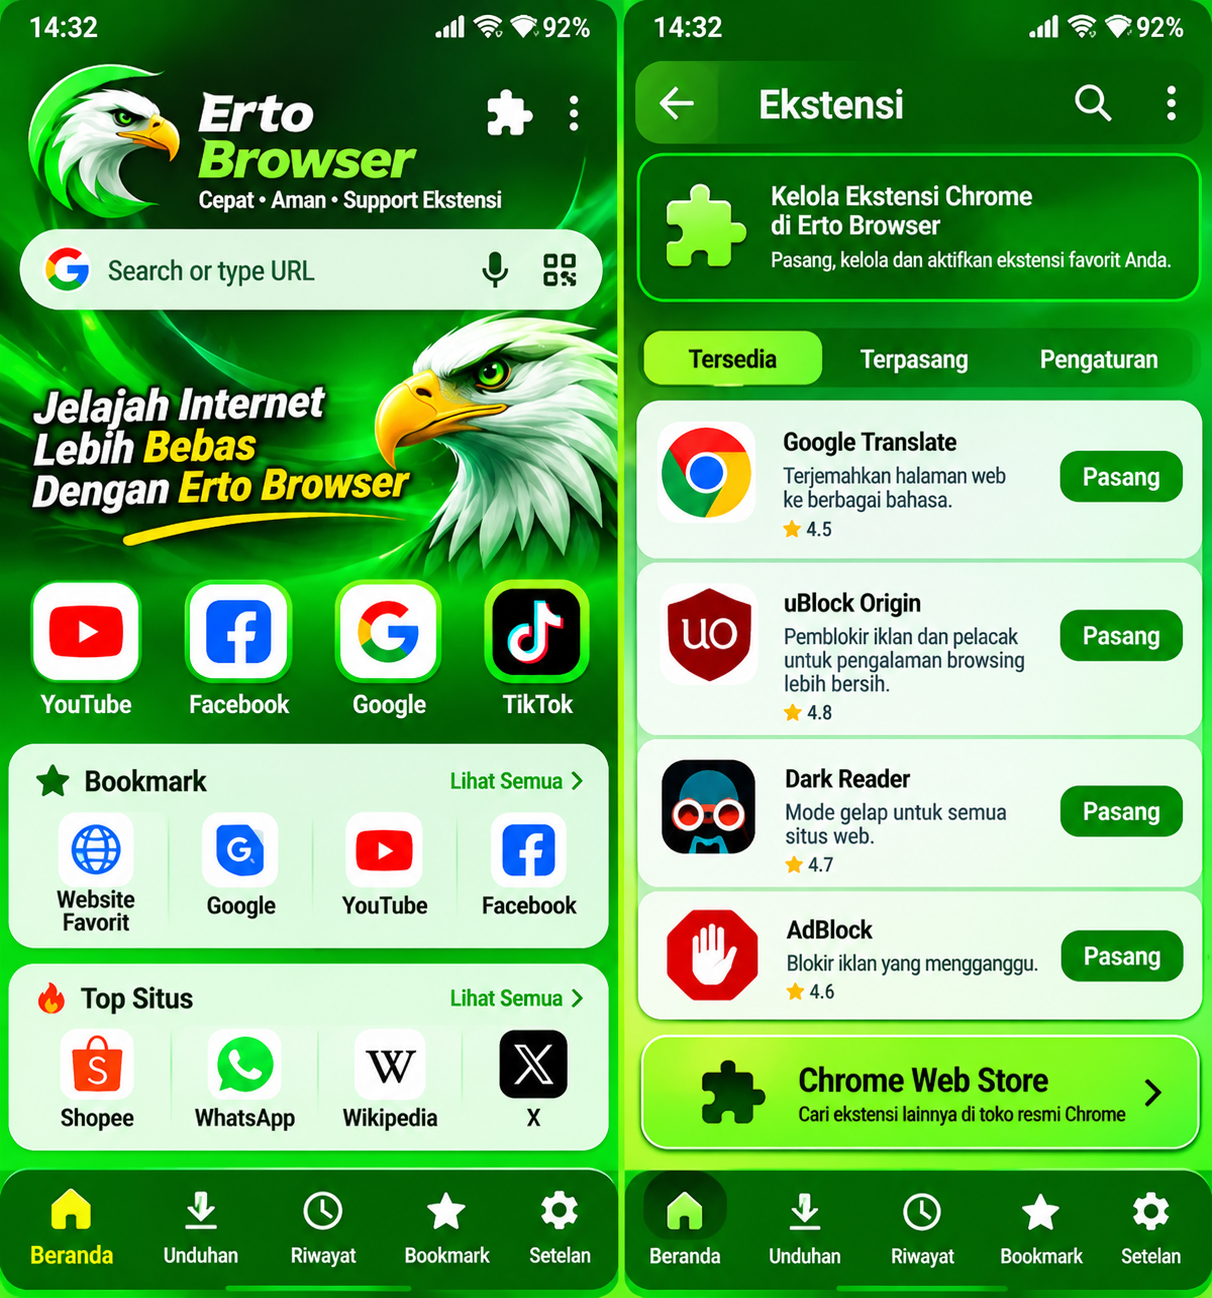 14:32
92%
Erto
Browser
Cepat • Aman • Support Ekstensi
Search or type URL
Jelajah Internet
Lebih Bebas
Dengan Erto Browser
YouTube
Facebook
Google
TikTok
Bookmark
Lihat Semua
Website
Favorit
Google
YouTube
Facebook
Top Situs
Lihat Semua
Shopee
WhatsApp
Wikipedia
X
Beranda
Unduhan
Riwayat
Bookmark
Setelan
14:32
92%
Ekstensi
Kelola Ekstensi Chrome
di Erto Browser
Pasang, kelola dan aktifkan ekstensi favorit Anda.
Tersedia
Terpasang
Pengaturan
Google Translate
Terjemahkan halaman web
ke berbagai bahasa.
4.5
Pasang
uBlock Origin
Pemblokir iklan dan pelacak
untuk pengalaman browsing
lebih bersih.
4.8
Pasang
Dark Reader
Mode gelap untuk semua
situs web.
4.7
Pasang
AdBlock
Blokir iklan yang mengganggu.
4.6
Pasang
Chrome Web Store
Cari ekstensi lainnya di toko resmi Chrome
Beranda
Unduhan
Riwayat
Bookmark
Setelan